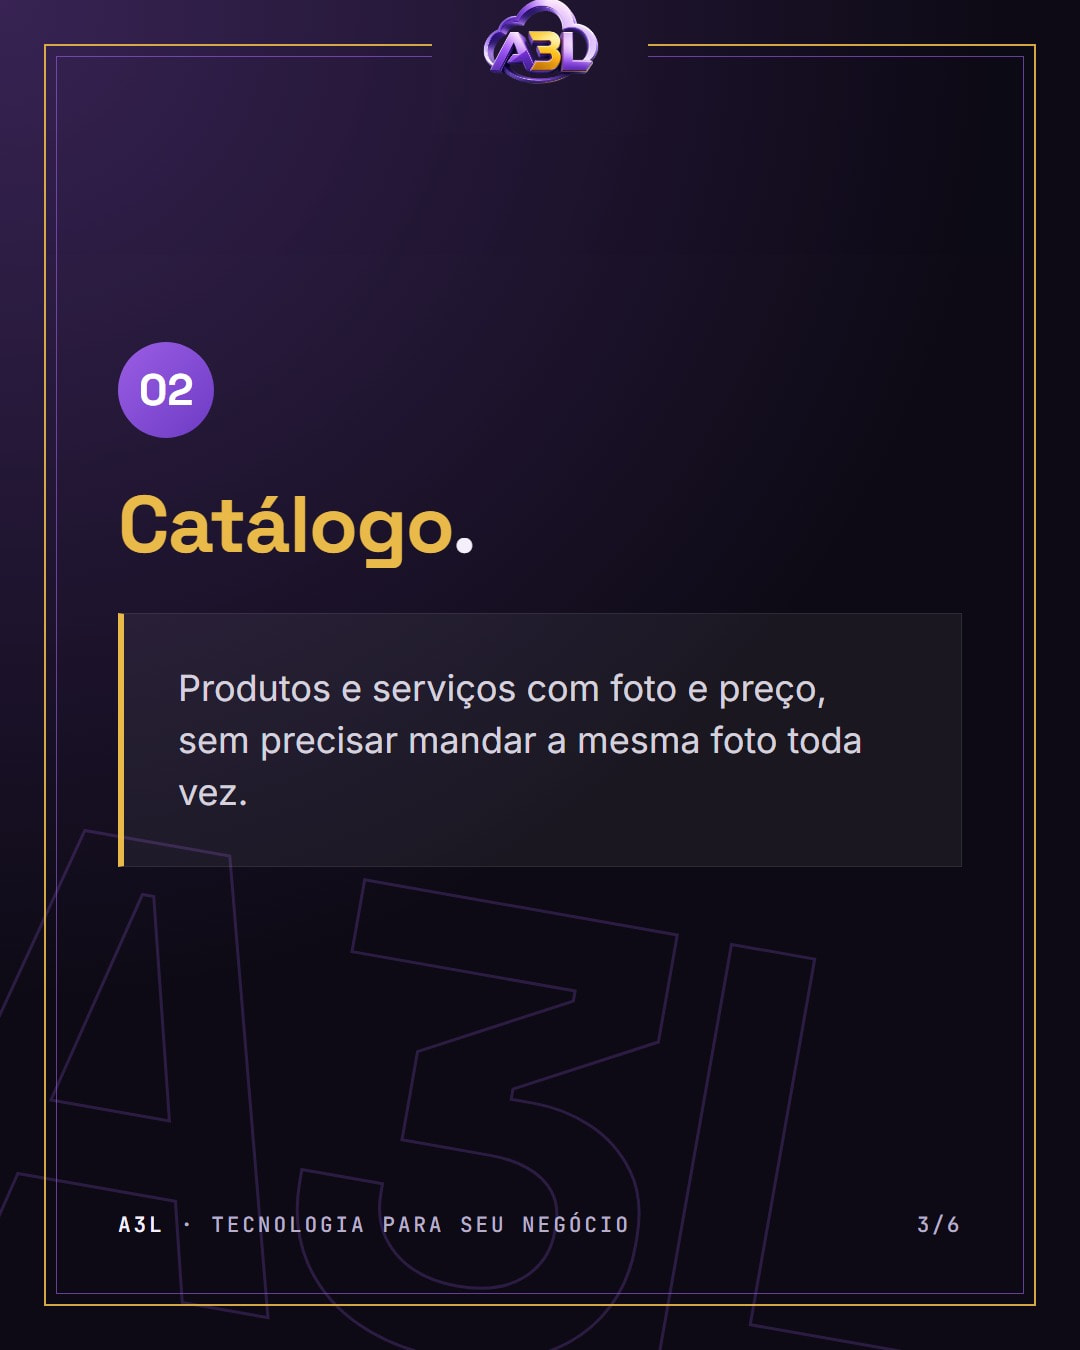 A3L
02
Catálogo.
Produtos e serviços com foto e preço,
sem precisar mandar a mesma foto toda
vez.
A3L
A3L · TECNOLOGIA PARA SEU NEGÓCIO
3/6